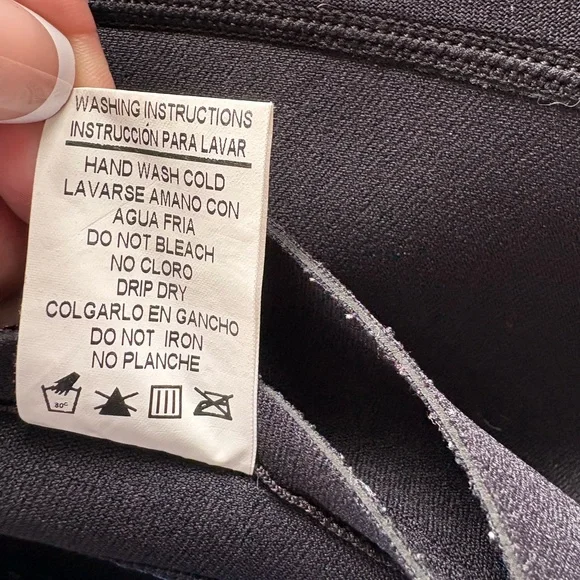 WASHING INSTRUCTIONS
INSTRUCCIÓN PARA LAVAR
HAND WASH COLD
LAVARSE AMANO CON
AGUA FRIA
DO NOT BLEACH
NO CLORO
DRIP DRY
COLGARLO EN GANCHO
DO NOT IRON
NO PLANCHE
80C